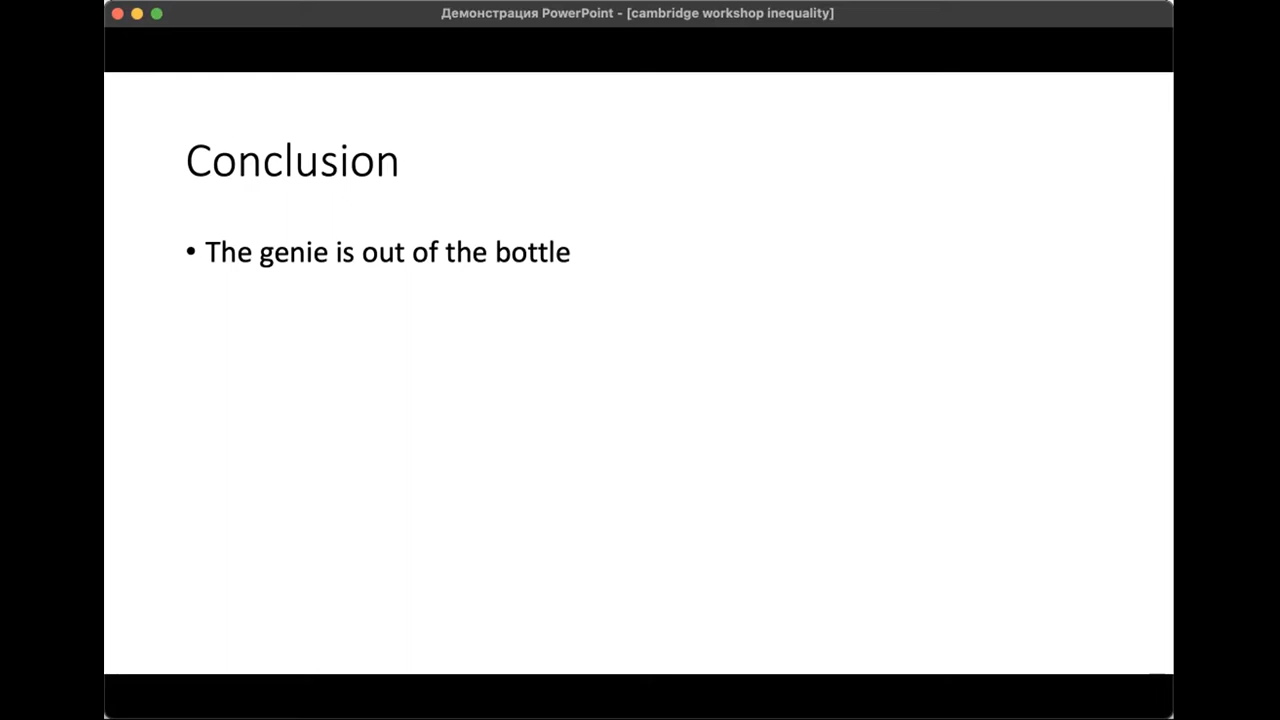 Демонстрация PowerPoint - [cambridge workshop inequality]
Conclusion
• The genie is out of the bottle